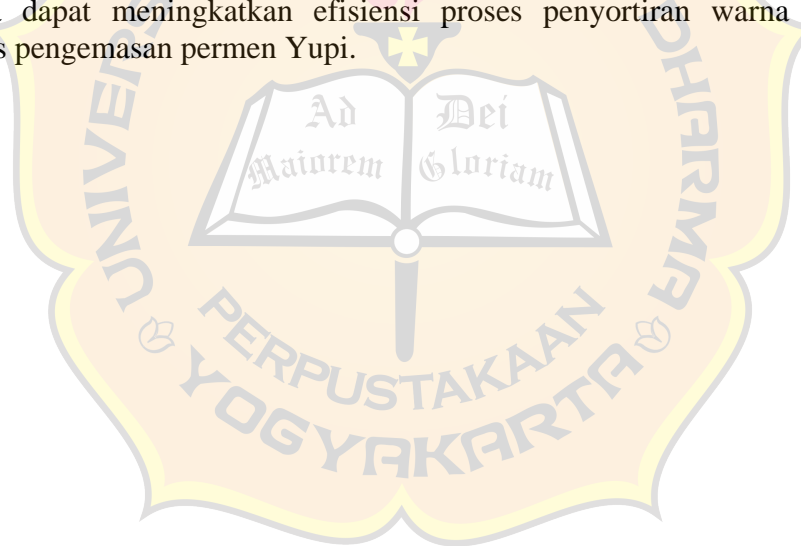 dapat meningkatkan efisiensi proses penyortiran warna
pengemasan permen Yupi.
Ad Dei
Maiorem Gloriam
PERPUSTAKAAN
YOGYAKARTA